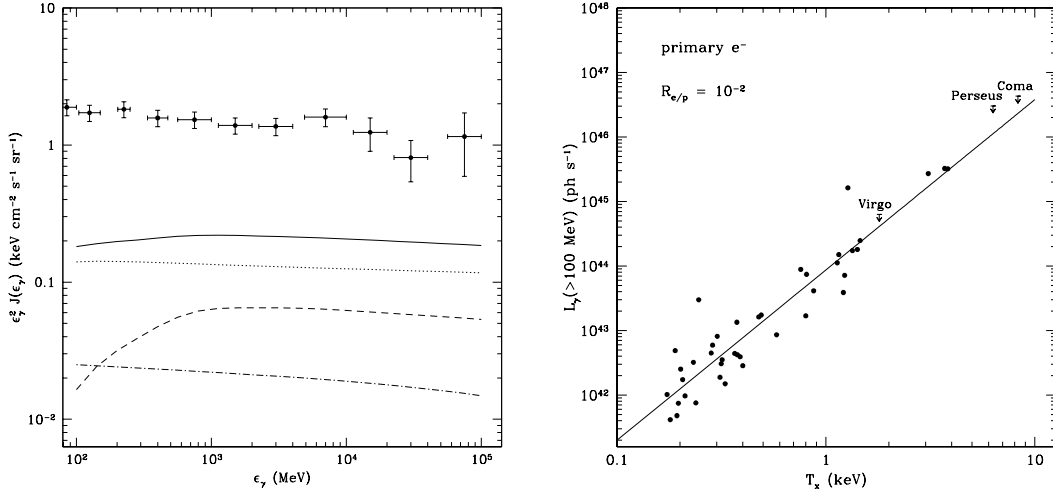 ε²γ J(εγ) (keV cm⁻² s⁻¹ sr⁻¹)
10
1
0.1
10⁻²
10²
10³
10⁴
10⁵
εγ (MeV)
Lγ(>100 MeV) (ph s⁻¹)
10⁴⁸
10⁴⁷
10⁴⁶
10⁴⁵
10⁴⁴
10⁴³
10⁴²
primary e⁻
R e/p = 10⁻²
Coma
Perseus
Virgo
0.1
1
10
Tx (keV)